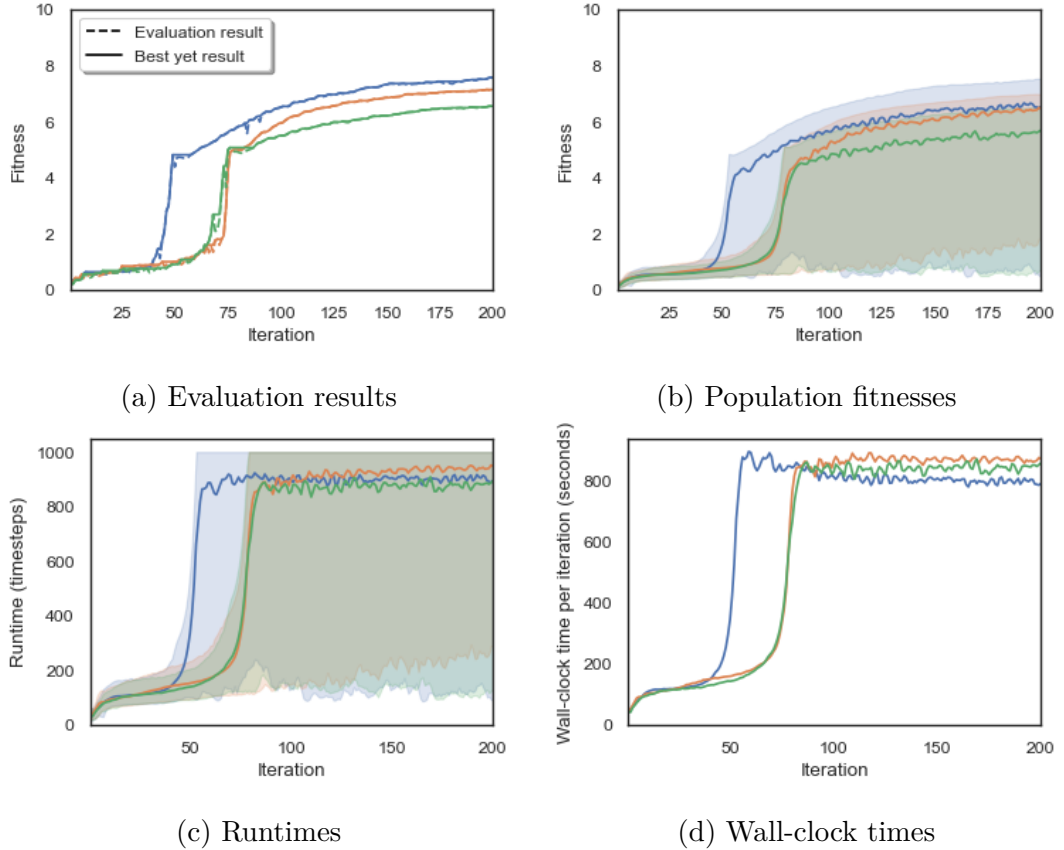 10
8
6
4
2
0
Fitness
Evaluation result
Best yet result
25 50 75 100 125 150 175 200
Iteration
(a) Evaluation results
10
8
6
4
2
0
Fitness
25 50 75 100 125 150 175 200
Iteration
(b) Population fitnesses
1000
800
600
400
200
0
Runtime (timesteps)
50 100 150 200
Iteration
(c) Runtimes
800
600
400
200
0
Wall-clock time per iteration (seconds)
50 100 150 200
Iteration
(d) Wall-clock times